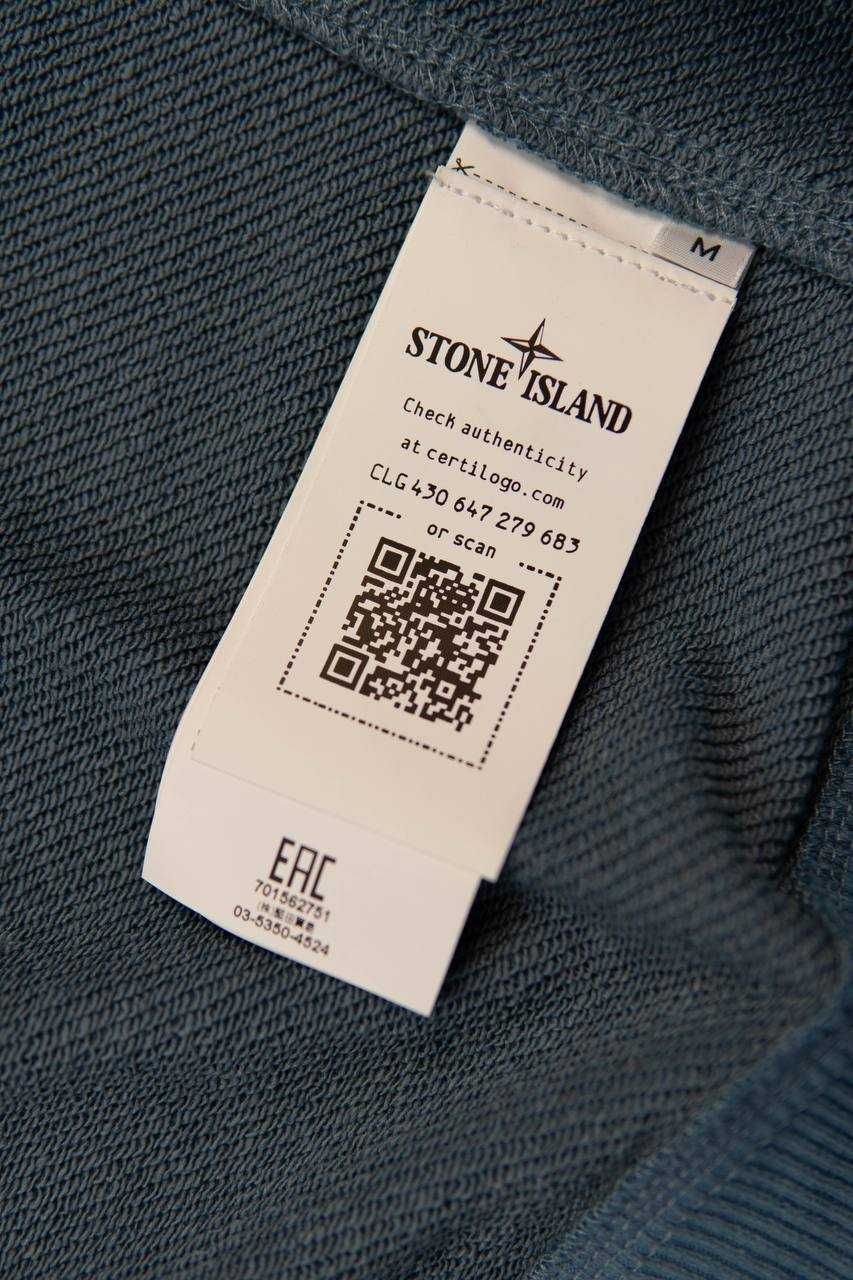 M
STONE ISLAND
Check authenticity
at certilogo.com
CLG 430 647 279 683
or scan
EAC
701562751
03-5350-4524